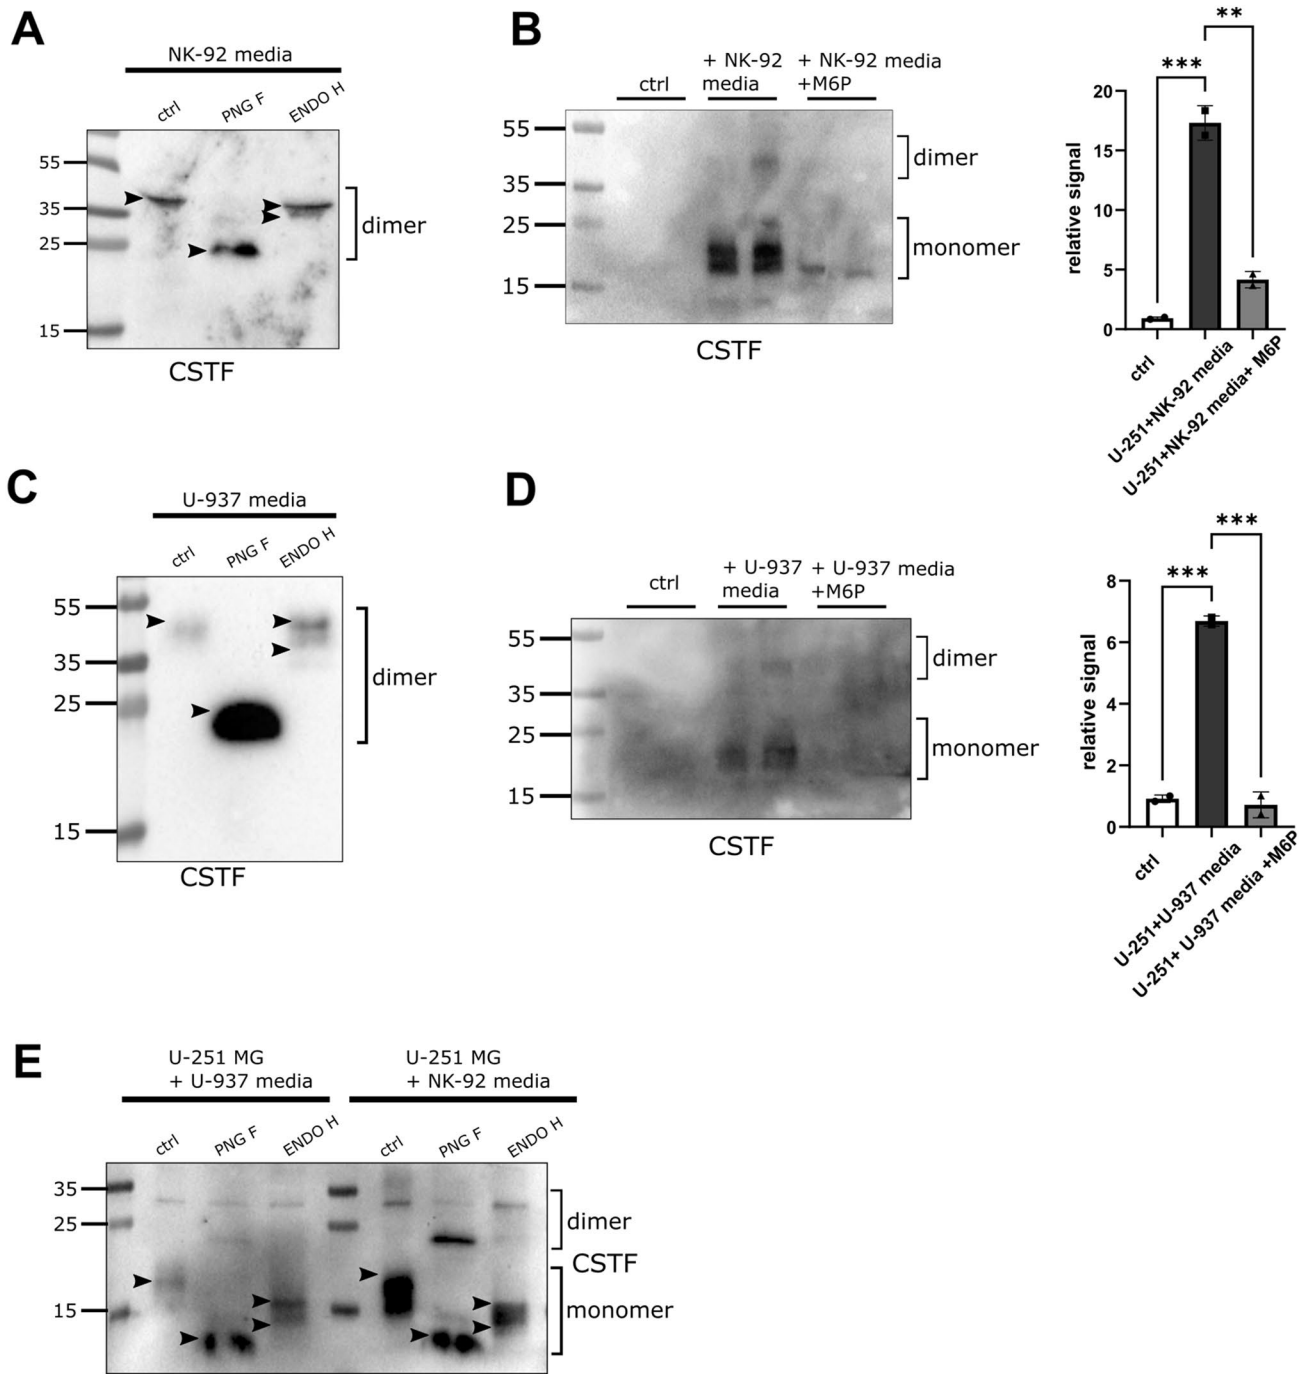 A
NK-92 media
ctrl
PNG F
ENDO H
55
35
25
15
dimer
CSTF
B
ctrl
+ NK-92
media
+ NK-92 media
+M6P
55
35
25
15
dimer
monomer
CSTF
***
**
relative signal
20
15
10
5
0
ctrl
U-251+NK-92 media
U-251+NK-92 media+ M6P
C
U-937 media
ctrl
PNG F
ENDO H
55
35
25
15
dimer
CSTF
D
ctrl
+ U-937
media
+ U-937 media
+M6P
55
35
25
15
dimer
monomer
CSTF
***
***
relative signal
8
6
4
2
0
ctrl
U-251+U-937 media
U-251+ U-937 media +M6P
E
U-251 MG
+ U-937 media
U-251 MG
+ NK-92 media
ctrl
PNG F
ENDO H
ctrl
PNG F
ENDO H
35
25
15
dimer
CSTF
monomer